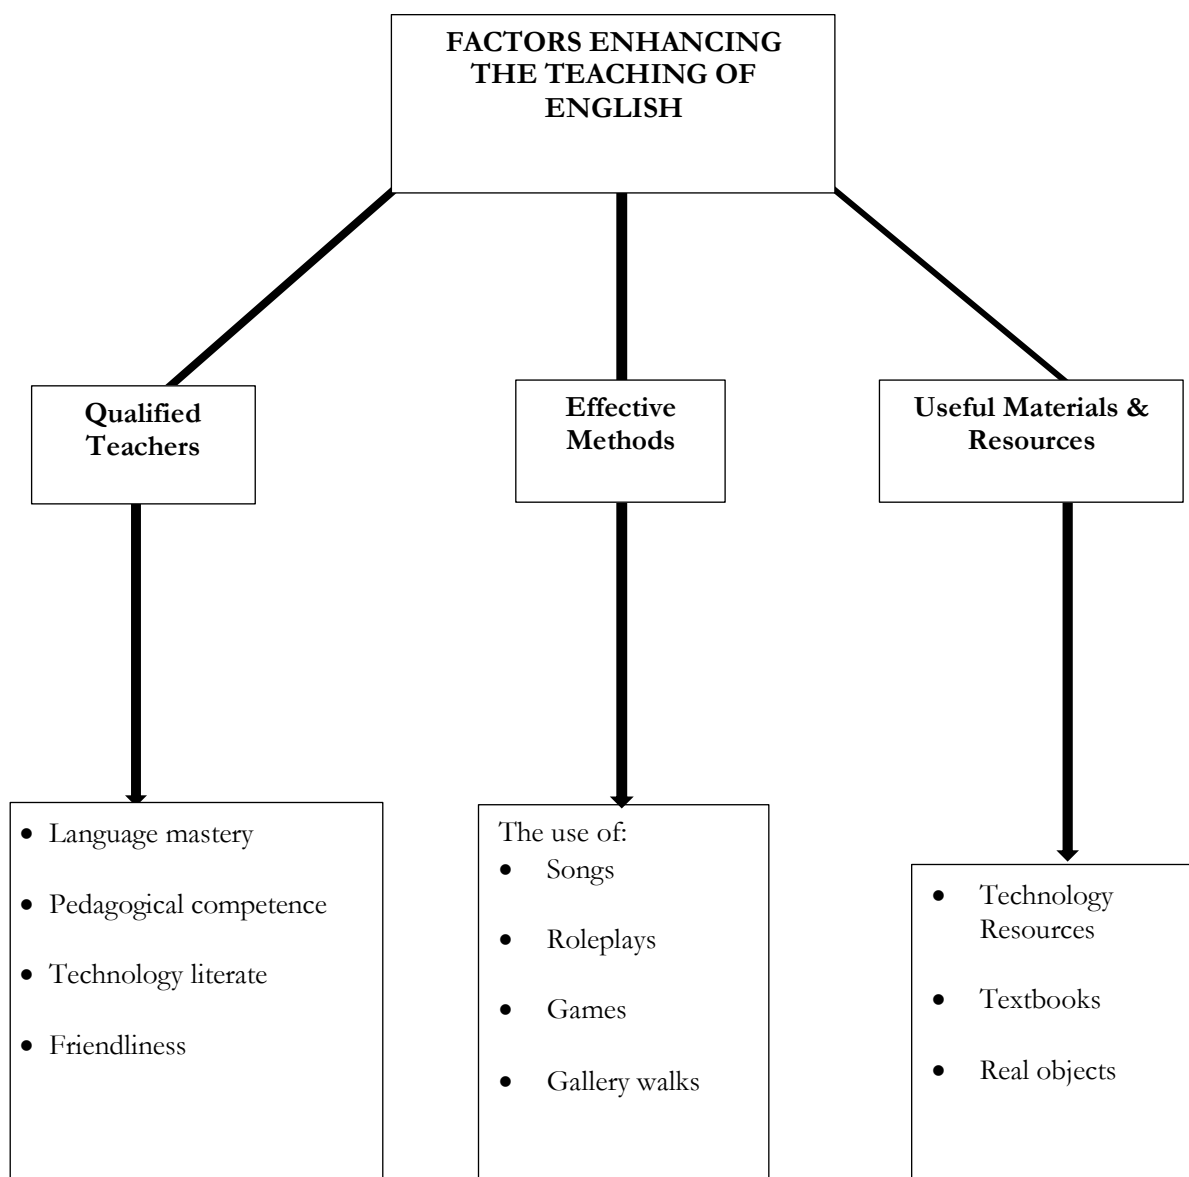 FACTORS ENHANCING
THE TEACHING OF
ENGLISH
Qualified
Teachers
Effective
Methods
Useful Materials &
Resources
• Language mastery
• Pedagogical competence
• Technology literate
• Friendliness
The use of:
• Songs
• Roleplays
• Games
• Gallery walks
• Technology
Resources
• Textbooks
• Real objects